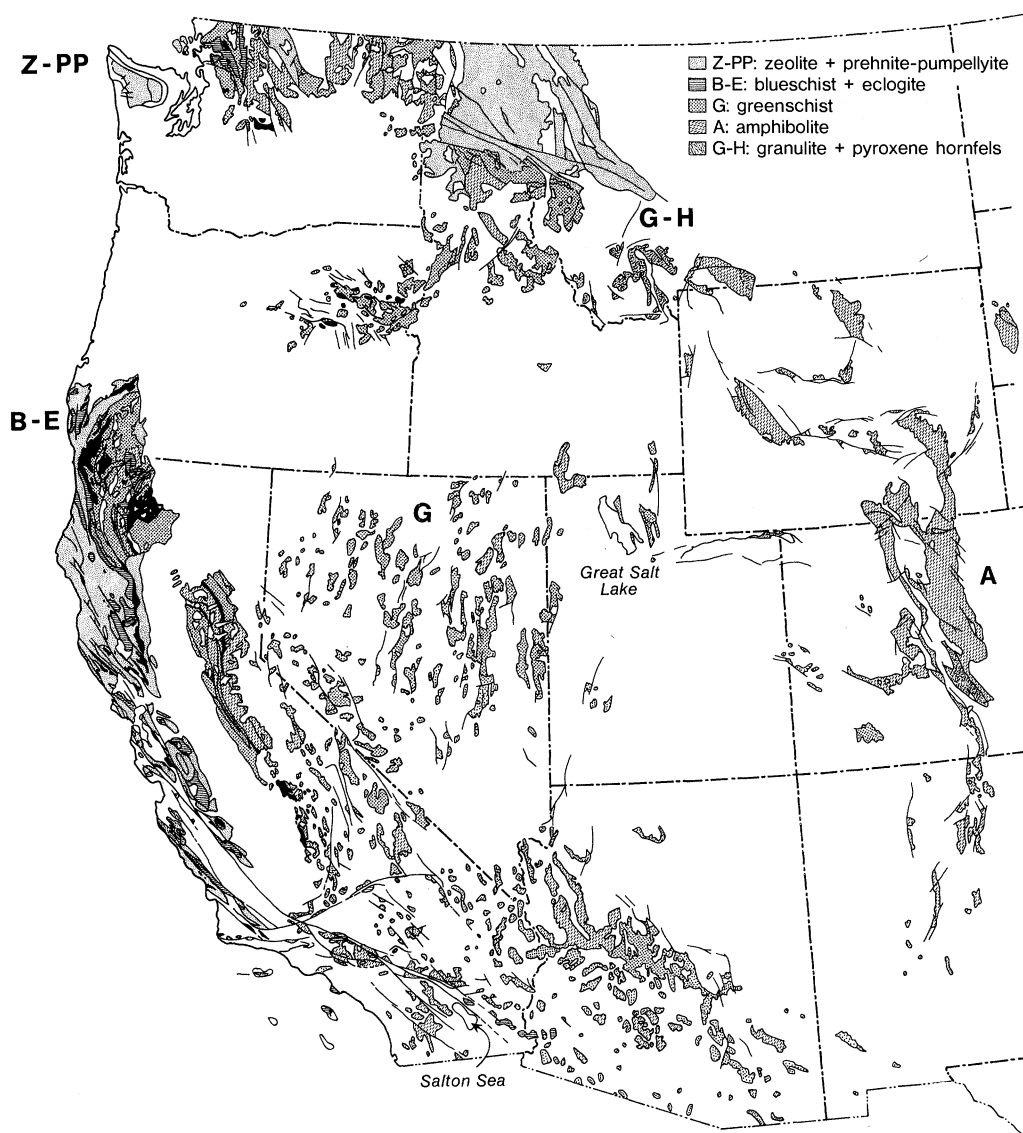 Z-PP
Z-PP: zeolite + prehnite-pumpellyite
B-E: blueschist + eclogite
G: greenschist
A: amphibolite
G-H: granulite + pyroxene hornfels
G-H
B-E
G
Great Salt
Lake
A
Salton Sea